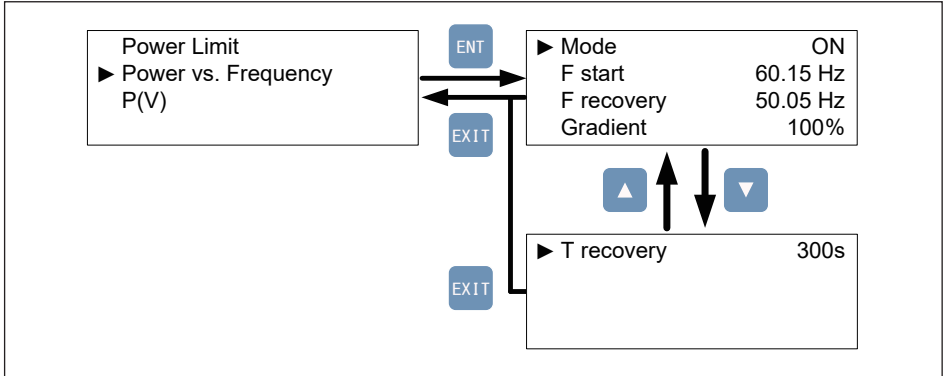 Power Limit
► Power vs. Frequency
P(V)
ENT
EXIT
► Mode ON
F start 60.15 Hz
F recovery 50.05 Hz
Gradient 100%
▲ ▼
► T recovery 300s
EXIT